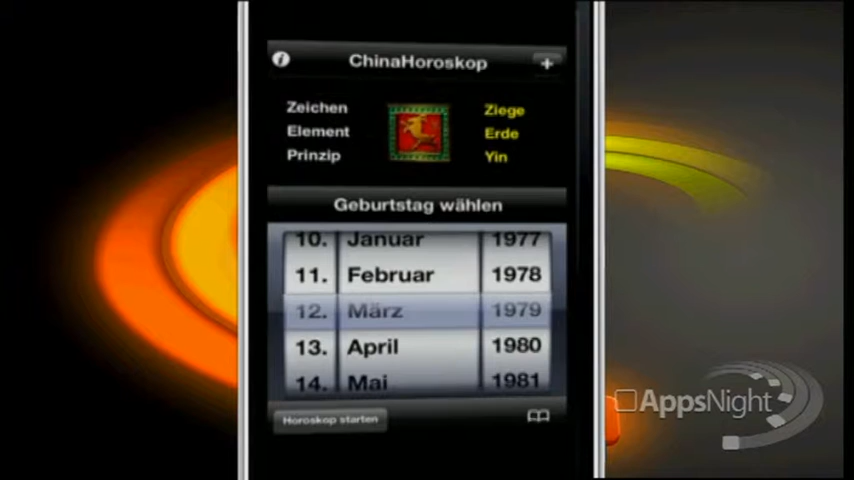 ChinaHoroskop
Zeichen Ziege
Element Erde
Prinzip Yin
Geburtstag wählen
10. Januar 1977
11. Februar 1978
12. März 1979
13. April 1980
14. Mai 1981
Horoskop starten
AppsNight